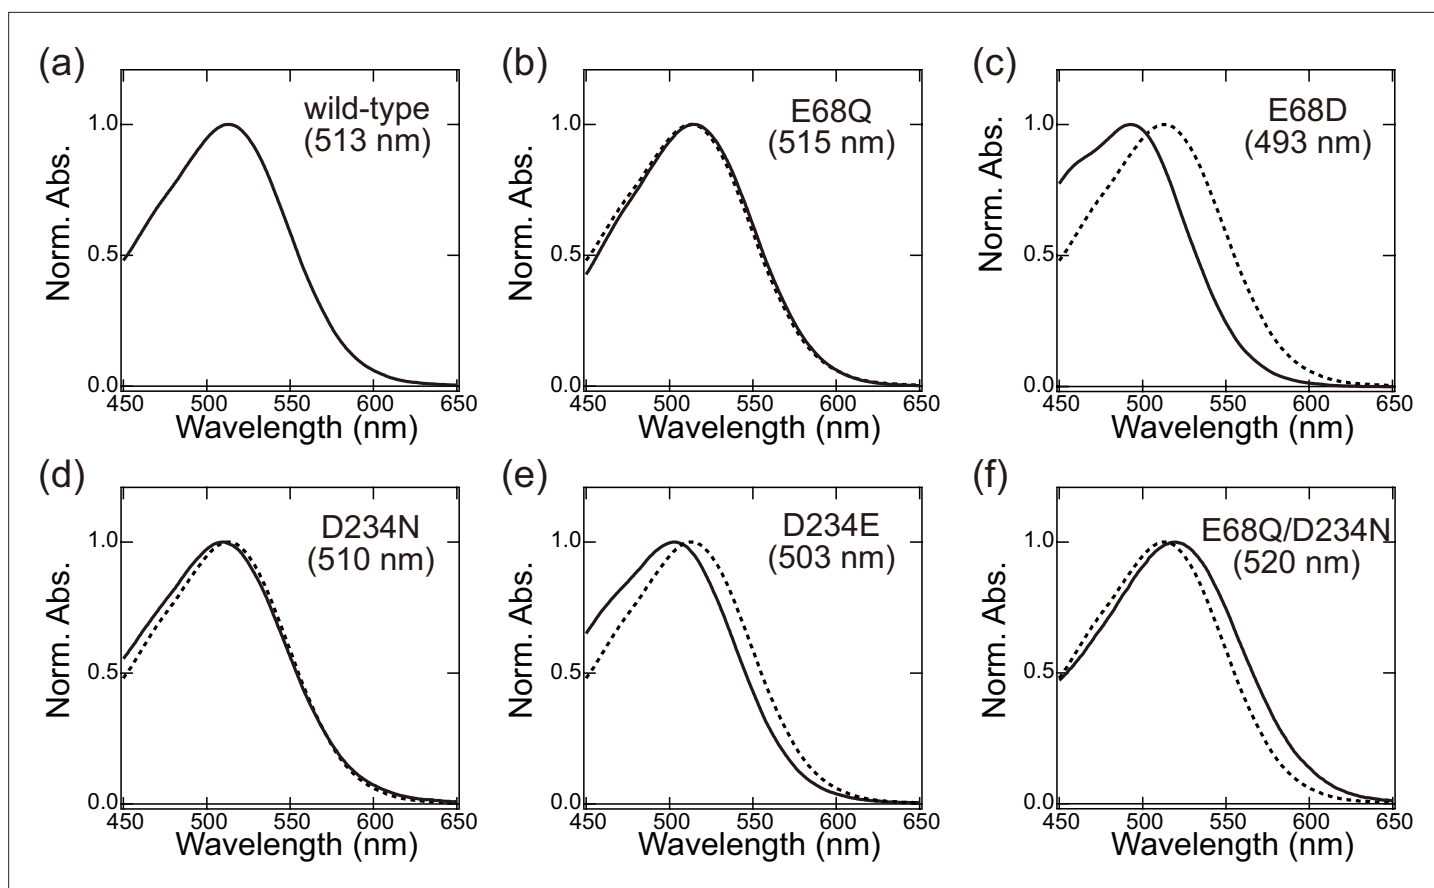 (a)
wild-type
(513 nm)
Norm. Abs.
1.0
0.5
0.0
450 500 550 600 650
Wavelength (nm)
(b)
E68Q
(515 nm)
Norm. Abs.
1.0
0.5
0.0
450 500 550 600 650
Wavelength (nm)
(c)
E68D
(493 nm)
Norm. Abs.
1.0
0.5
0.0
450 500 550 600 650
Wavelength (nm)
(d)
D234N
(510 nm)
Norm. Abs.
1.0
0.5
0.0
450 500 550 600 650
Wavelength (nm)
(e)
D234E
(503 nm)
Norm. Abs.
1.0
0.5
0.0
450 500 550 600 650
Wavelength (nm)
(f)
E68Q/D234N
(520 nm)
Norm. Abs.
1.0
0.5
0.0
450 500 550 600 650
Wavelength (nm)